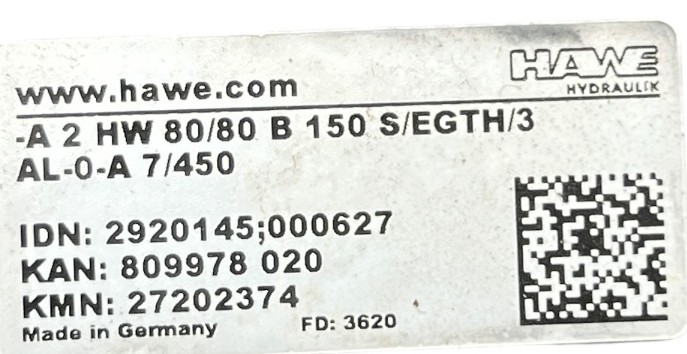 HAWE
HYDRAULIK
www.hawe.com
-A 2 HW 80/80 B 150 S/EGTH/3
AL-0-A 7/450
IDN: 2920145;000627
KAN: 809978 020
KMN: 27202374
Made in Germany FD: 3620